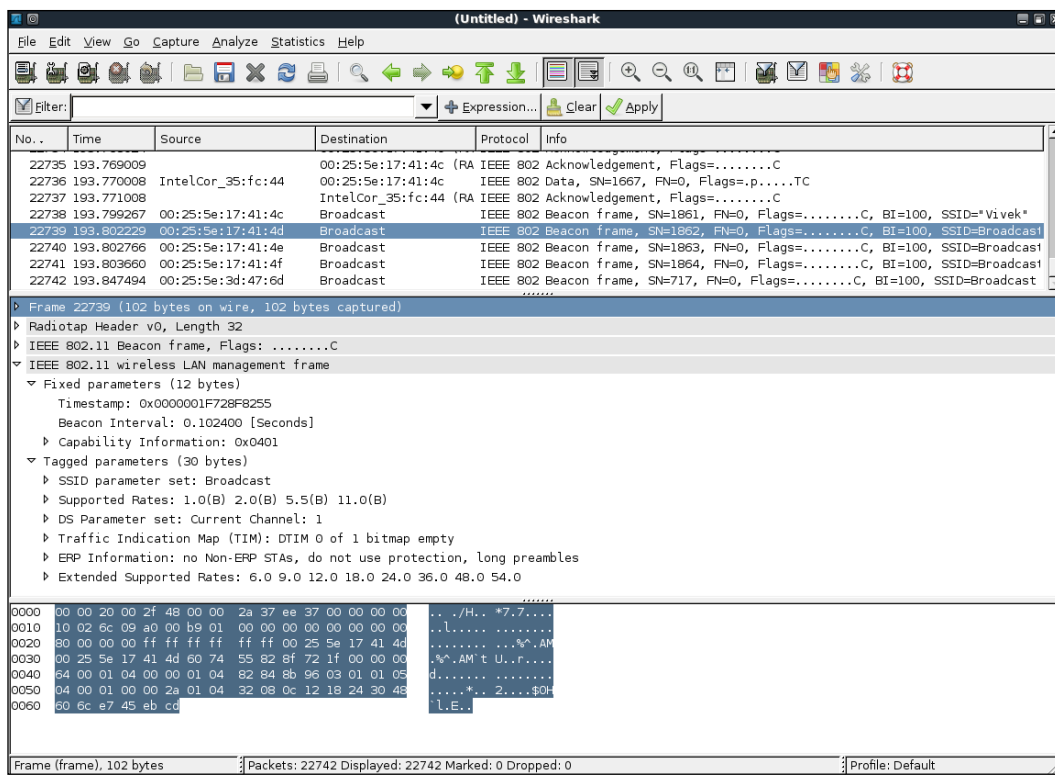 (Untitled) - Wireshark
File Edit View Go Capture Analyze Statistics Help
Filter: Expression... Clear Apply
No. . Time Source Destination Protocol Info
22735 193.769009 00:25:5e:17:41:4c (RA IEEE 802 Acknowledgement, Flags=........C
22736 193.770008 IntelCor_35:fc:44 00:25:5e:17:41:4c IEEE 802 Data, SN=1667, FN=0, Flags=.p.....TC
22737 193.771008 IntelCor_35:fc:44 (RA IEEE 802 Acknowledgement, Flags=........C
22738 193.799267 00:25:5e:17:41:4c Broadcast IEEE 802 Beacon frame, SN=1861, FN=0, Flags=........C, BI=100, SSID="Vivek"
22739 193.802229 00:25:5e:17:41:4d Broadcast IEEE 802 Beacon frame, SN=1862, FN=0, Flags=........C, BI=100, SSID=Broadcast
22740 193.802766 00:25:5e:17:41:4e Broadcast IEEE 802 Beacon frame, SN=1863, FN=0, Flags=........C, BI=100, SSID=Broadcast
22741 193.803660 00:25:5e:17:41:4f Broadcast IEEE 802 Beacon frame, SN=1864, FN=0, Flags=........C, BI=100, SSID=Broadcast
22742 193.847494 00:25:5e:3d:47:6d Broadcast IEEE 802 Beacon frame, SN=717, FN=0, Flags=........C, BI=100, SSID=Broadcast
Frame 22739 (102 bytes on wire, 102 bytes captured)
Radiotap Header v0, Length 32
IEEE 802.11 Beacon frame, Flags: ........C
IEEE 802.11 wireless LAN management frame
Fixed parameters (12 bytes)
Timestamp: 0x0000001F728F8255
Beacon Interval: 0.102400 [Seconds]
Capability Information: 0x0401
Tagged parameters (30 bytes)
SSID parameter set: Broadcast
Supported Rates: 1.0(B) 2.0(B) 5.5(B) 11.0(B)
DS Parameter set: Current Channel: 1
Traffic Indication Map (TIM): DTIM 0 of 1 bitmap empty
ERP Information: no Non-ERP STAs, do not use protection, long preambles
Extended Supported Rates: 6.0 9.0 12.0 18.0 24.0 36.0 48.0 54.0
0000 00 00 20 00 2f 48 00 00 2a 37 ee 37 00 00 00 00 .. ./H.. *7.7....
0010 10 02 6c 09 a0 00 b9 01 00 00 00 00 00 00 00 00 ..l..... ........
0020 80 00 00 00 ff ff ff ff ff ff 00 25 5e 17 41 4d ........ ...%^.AM
0030 00 25 5e 17 41 4d 60 74 55 82 8f 72 1f 00 00 00 .%^.AM`t U..r....
0040 64 00 01 04 00 00 01 04 82 84 8b 96 03 01 01 05 d....... ........
0050 04 00 01 00 00 2a 01 04 32 08 0c 12 18 24 30 48 .....*.. 2....$0H
0060 60 6c e7 45 eb cd `l.E..
Frame (frame), 102 bytes Packets: 22742 Displayed: 22742 Marked: 0 Dropped: 0 Profile: Default